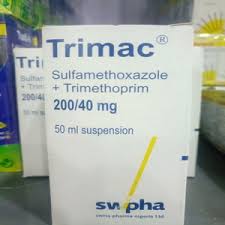 Trimac®
Sulfamethoxazole
+ Trimethoprim
200/40 mg
50 ml suspension
swipha
swiss pharma nigeria Ltd